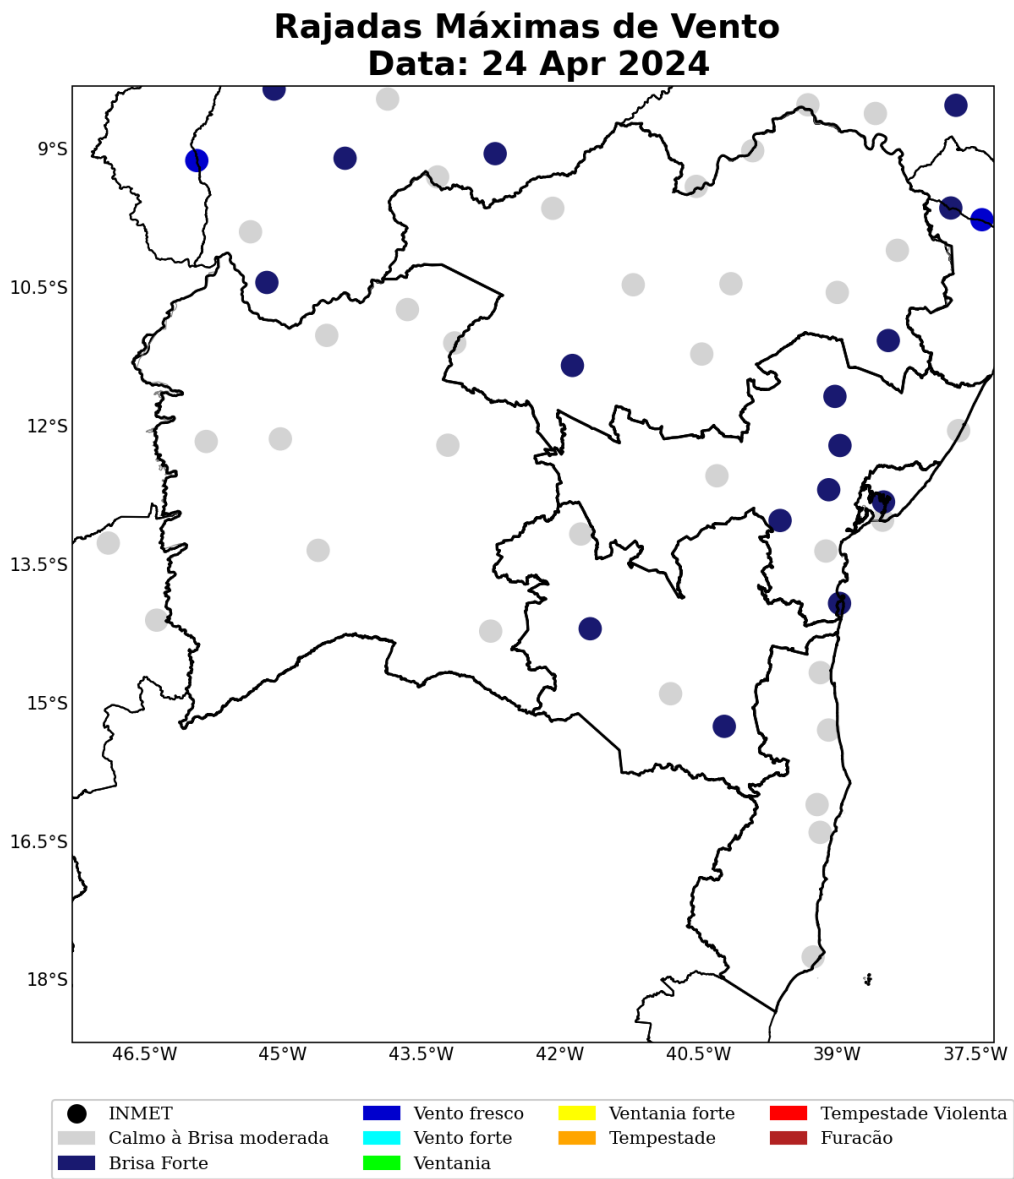 Rajadas Máximas de Vento
Data: 24 Apr 2024
9°S
10.5°S
12°S
13.5°S
15°S
16.5°S
18°S
46.5°W 45°W 43.5°W 42°W 40.5°W 39°W 37.5°W
INMET Vento fresco Ventania forte Tempestade Violenta
Calmo à Brisa moderada Vento forte Tempestade Furacão
Brisa Forte Ventania